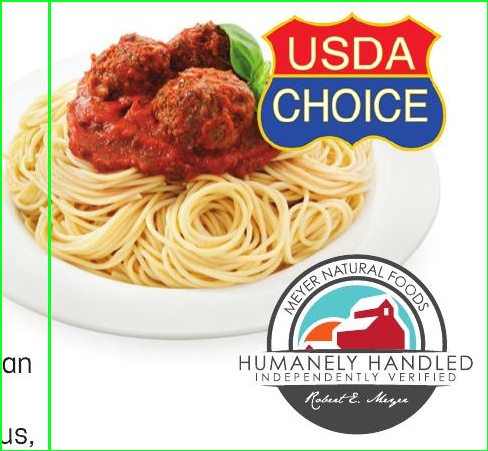 USDA
CHOICE
MEYER NATURAL FOODS
an
HUMANELY HANDLED
INDEPENDENTLY VERIFIED
Robert E. Meyer
us,